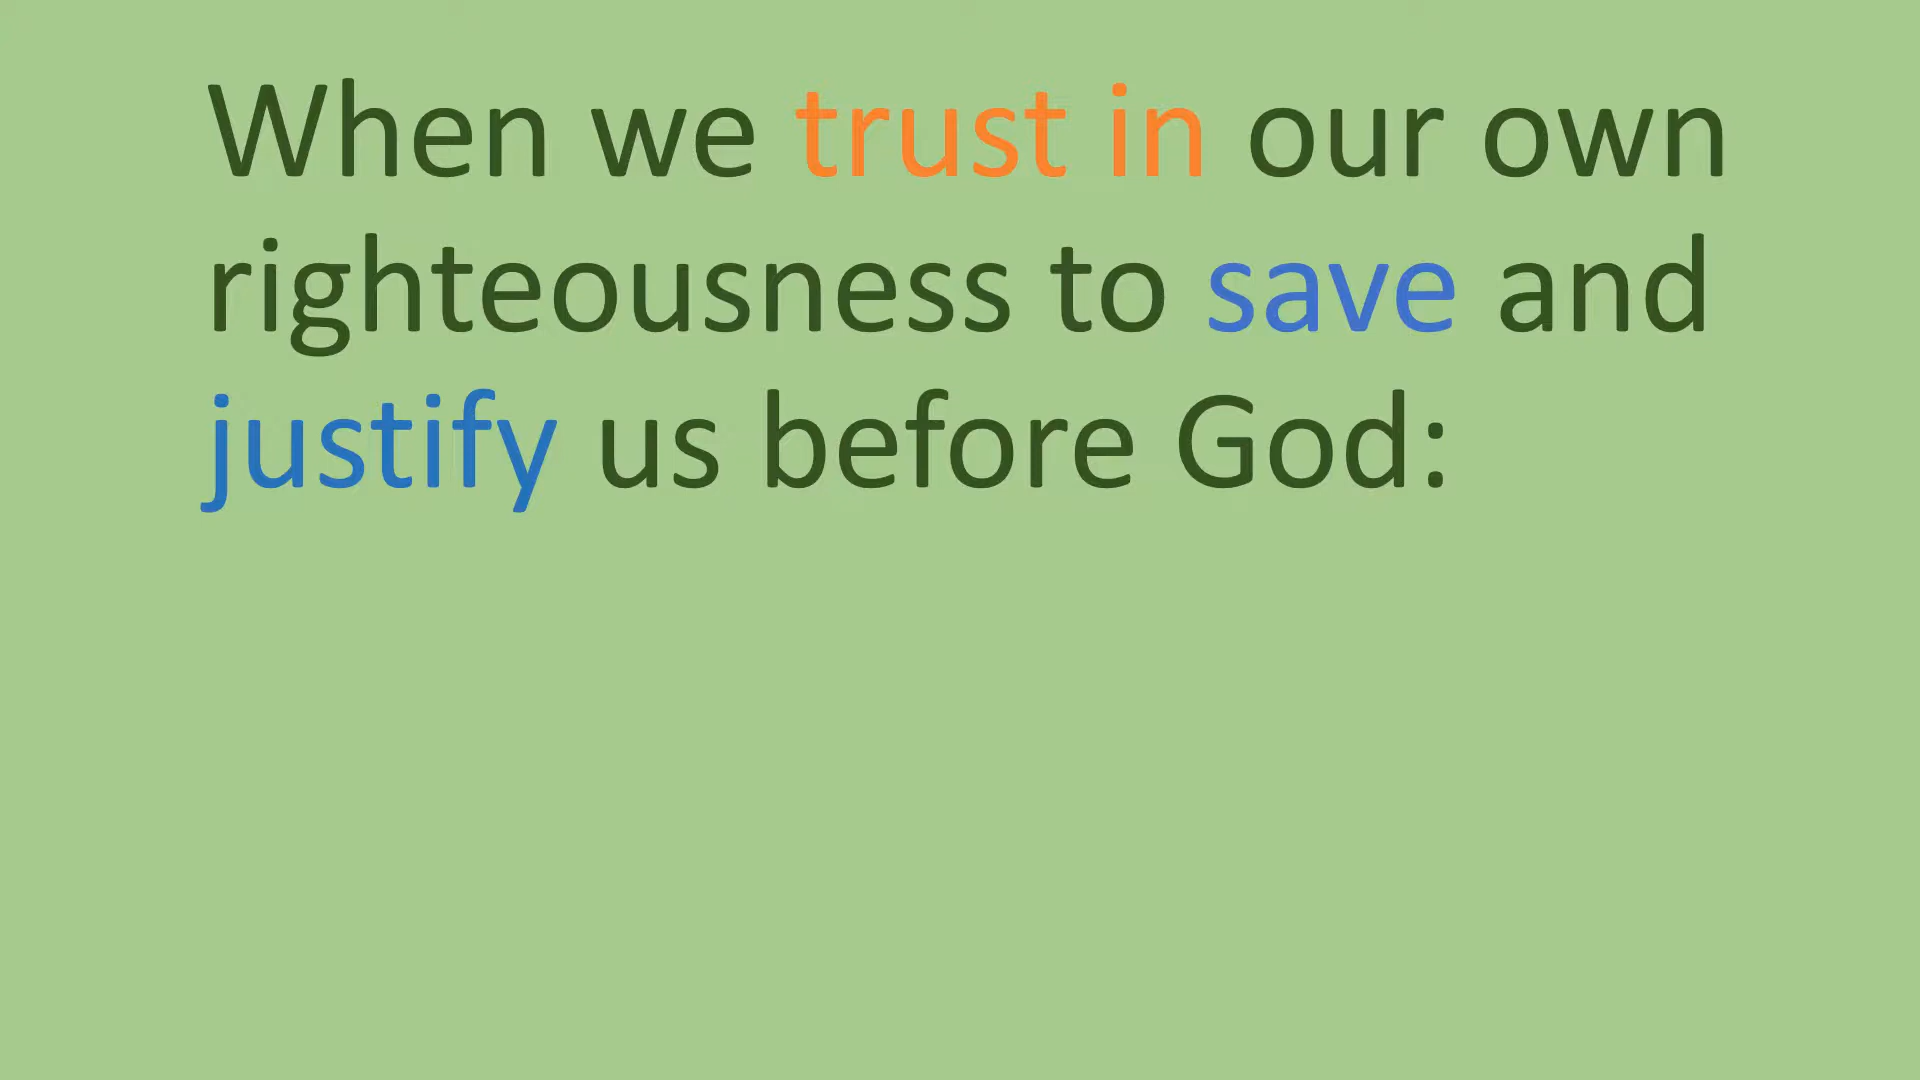 When we trust in our own
righteousness to save and
justify us before God: